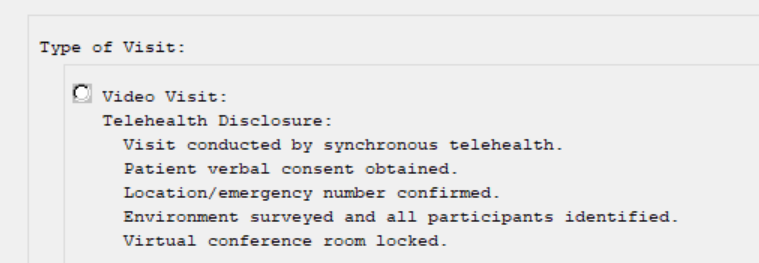 Type of Visit:
Video Visit:
Telehealth Disclosure:
Visit conducted by synchronous telehealth.
Patient verbal consent obtained.
Location/emergency number confirmed.
Environment surveyed and all participants identified.
Virtual conference room locked.